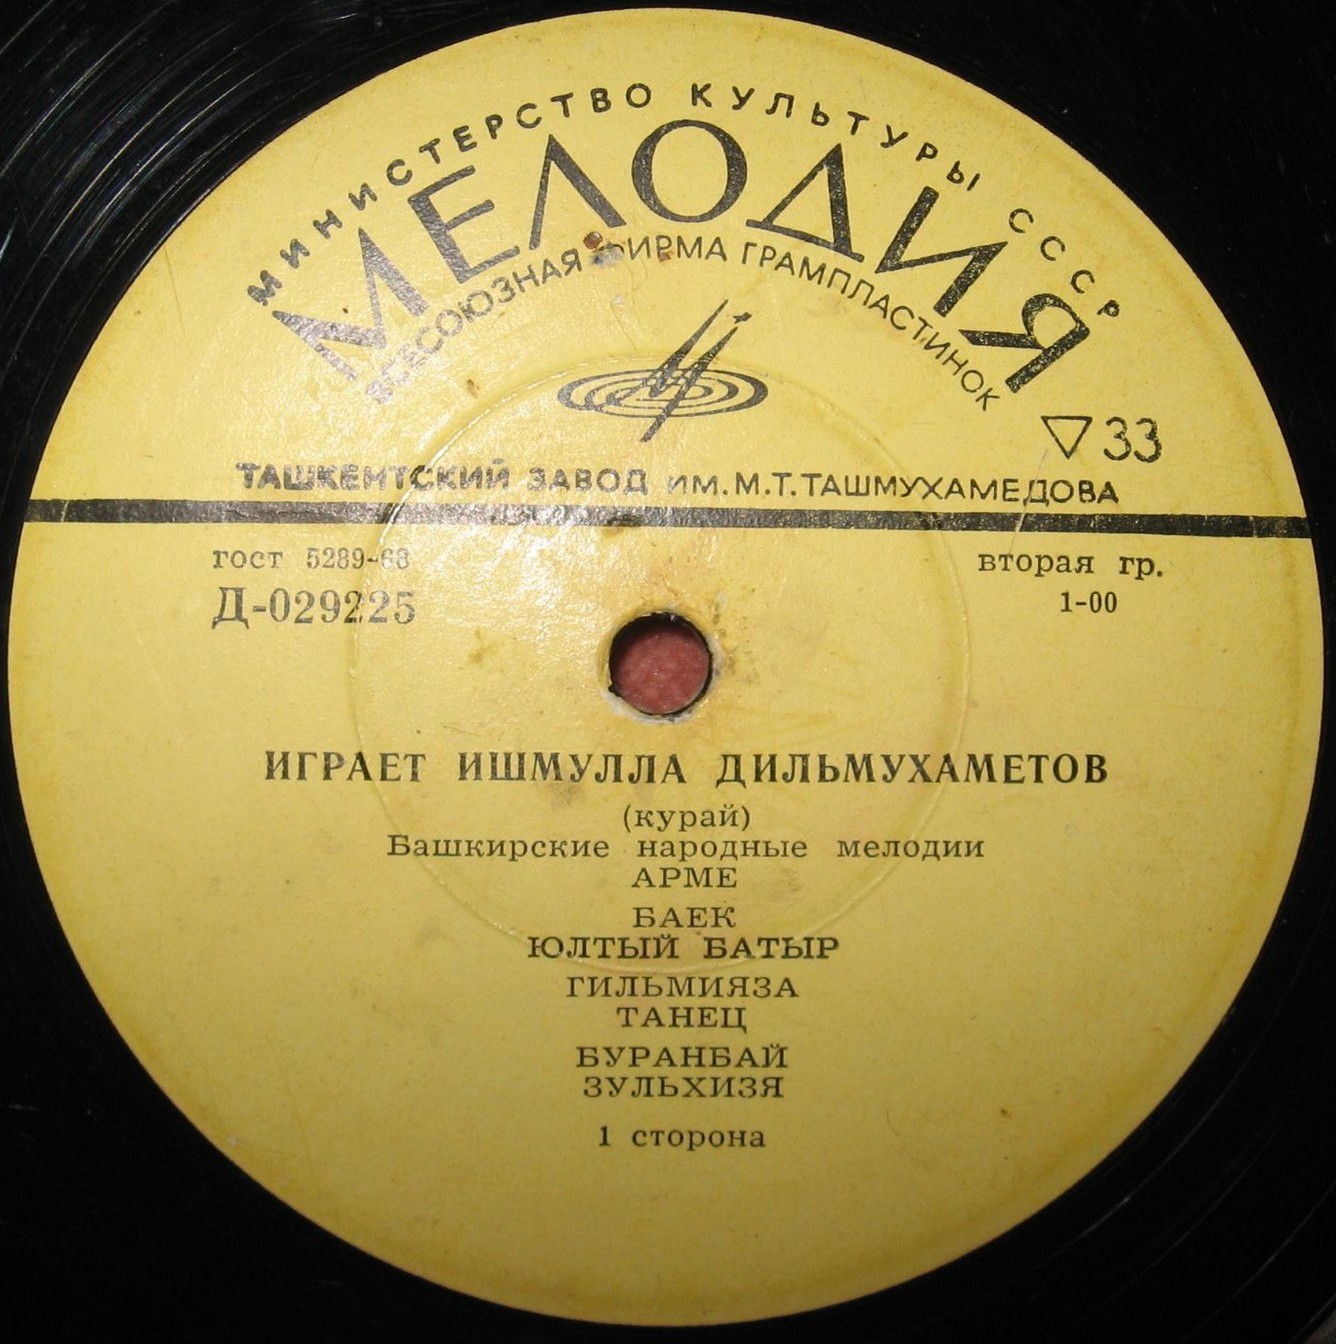 МИНИСТЕРСТВО КУЛЬТУРЫ СССР
МЕЛОДИЯ
ВСЕСОЮЗНАЯ ФИРМА ГРАМПЛАСТИНОК
▽33
ТАШКЕНТСКИЙ ЗАВОД ИМ.М.Т.ТАШМУХАМЕДОВА
гост 5289-68
вторая гр.
Д-029225
1-00
ИГРАЕТ ИШМУЛЛА ДИЛЬМУХАМЕТОВ
(курай)
Башкирские народные мелодии
АРМЕ
БАЕК
ЮЛТЫЙ БАТЫР
ГИЛЬМИЯЗА
ТАНЕЦ
БУРАНБАЙ
ЗУЛЬХИЗЯ
1 сторона